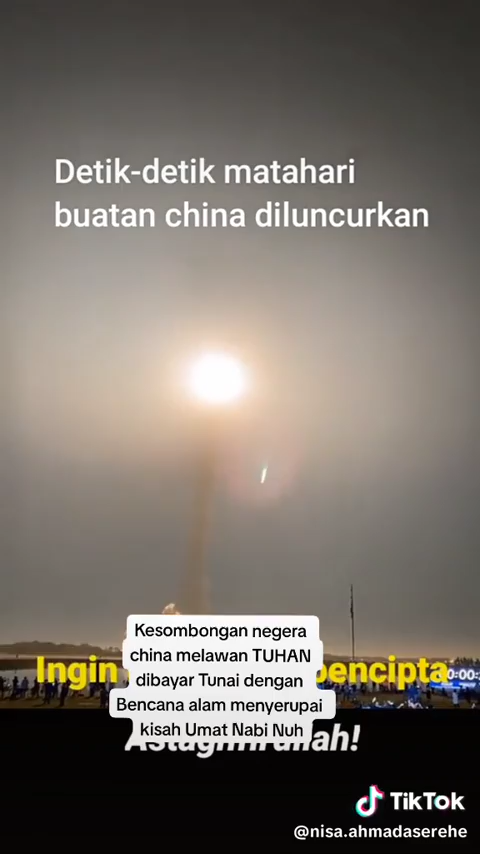 Detik-detik matahari
buatan china diluncurkan
Kesombongan negera
china melawan TUHAN
dibayar Tunai dengan
Bencana alam menyerupai
kisah Umat Nabi Nuh
Ingin pencipta
TikTok
@nisa.ahmadaserehe